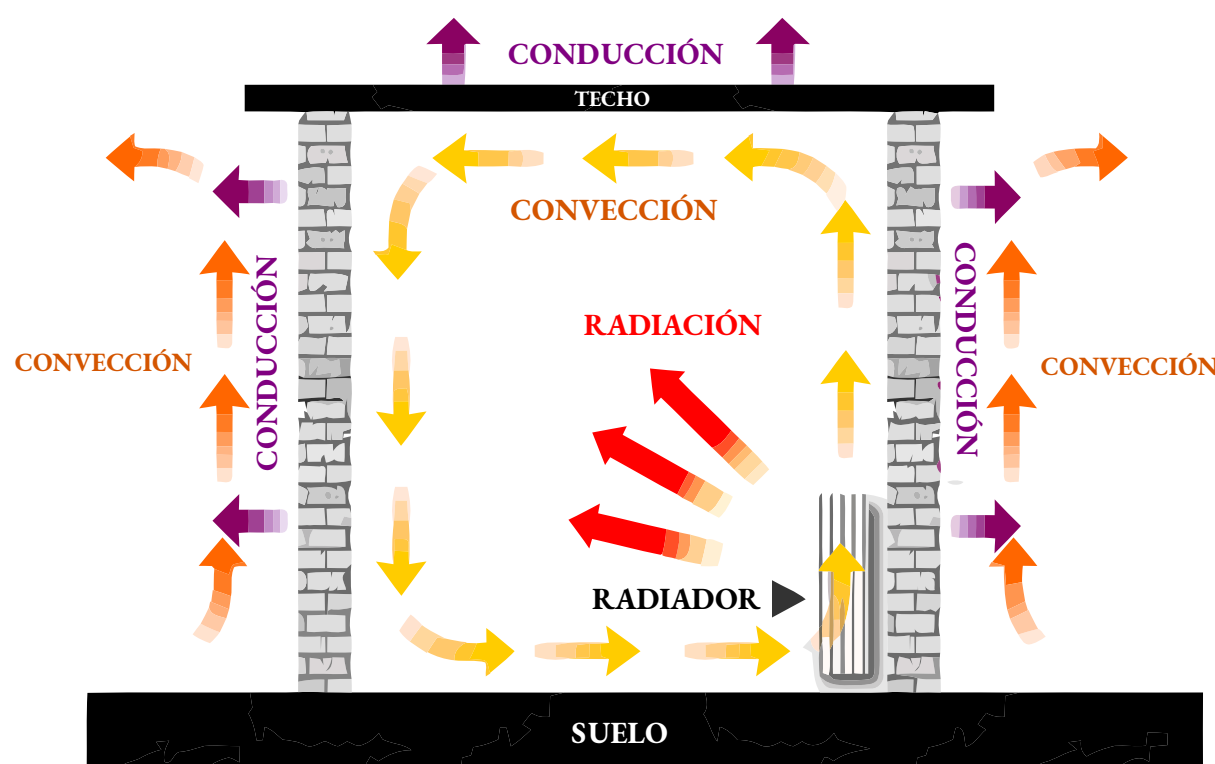 CONDUCCIÓN
TECHO
CONVECCIÓN
CONDUCCIÓN
CONDUCCIÓN
RADIACIÓN
CONVECCIÓN
CONVECCIÓN
RADIADOR
SUELO